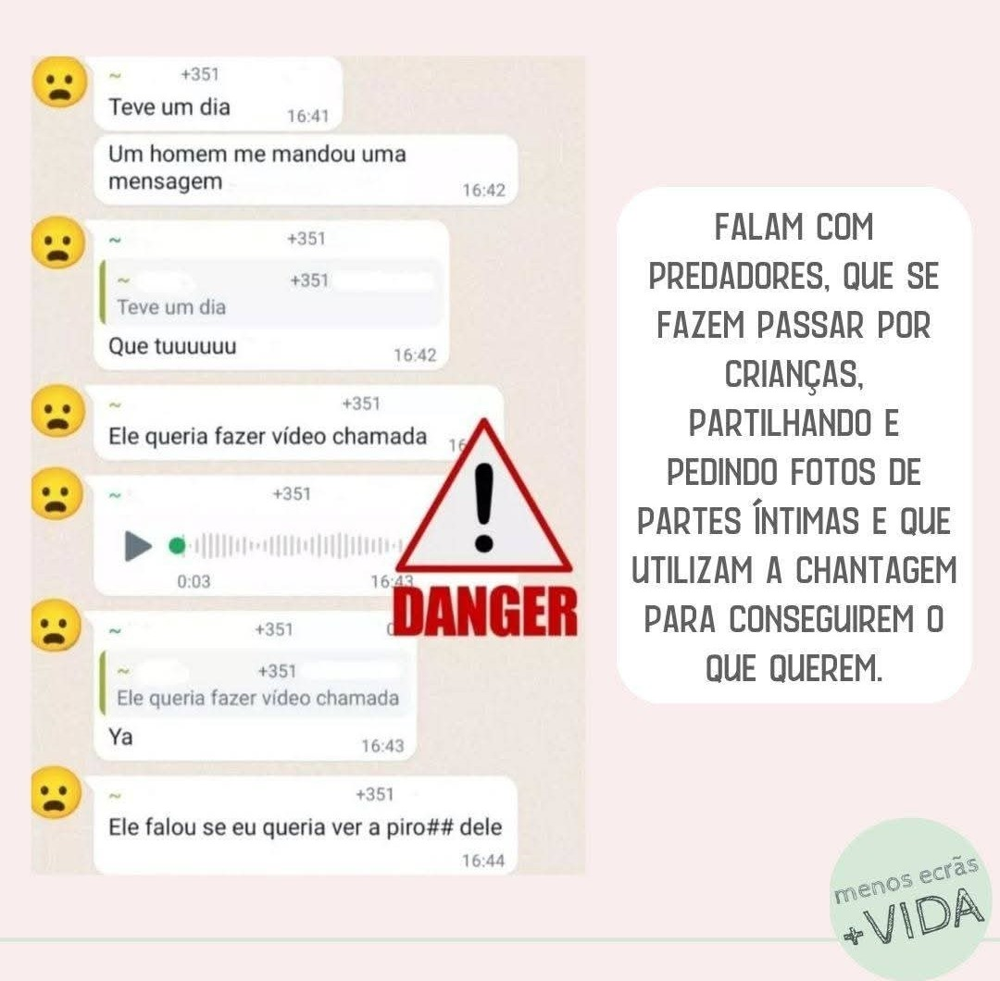 ~ +351
Teve um dia
16:41
Um homem me mandou uma
mensagem
16:42
~ +351
~ +351
Teve um dia
Que tuuuuuu
16:42
~ +351
Ele queria fazer vídeo chamada
~ +351
0:03
16:43
~ +351
~ +351
Ele queria fazer vídeo chamada
Ya
16:43
~ +351
Ele falou se eu queria ver a piro## dele
16:44
!
DANGER
FALAM COM
PREDADORES, QUE SE
FAZEM PASSAR POR
CRIANÇAS,
PARTILHANDO E
PEDINDO FOTOS DE
PARTES ÍNTIMAS E QUE
UTILIZAM A CHANTAGEM
PARA CONSEGUIREM O
QUE QUEREM.
menos ecrãs
+VIDA